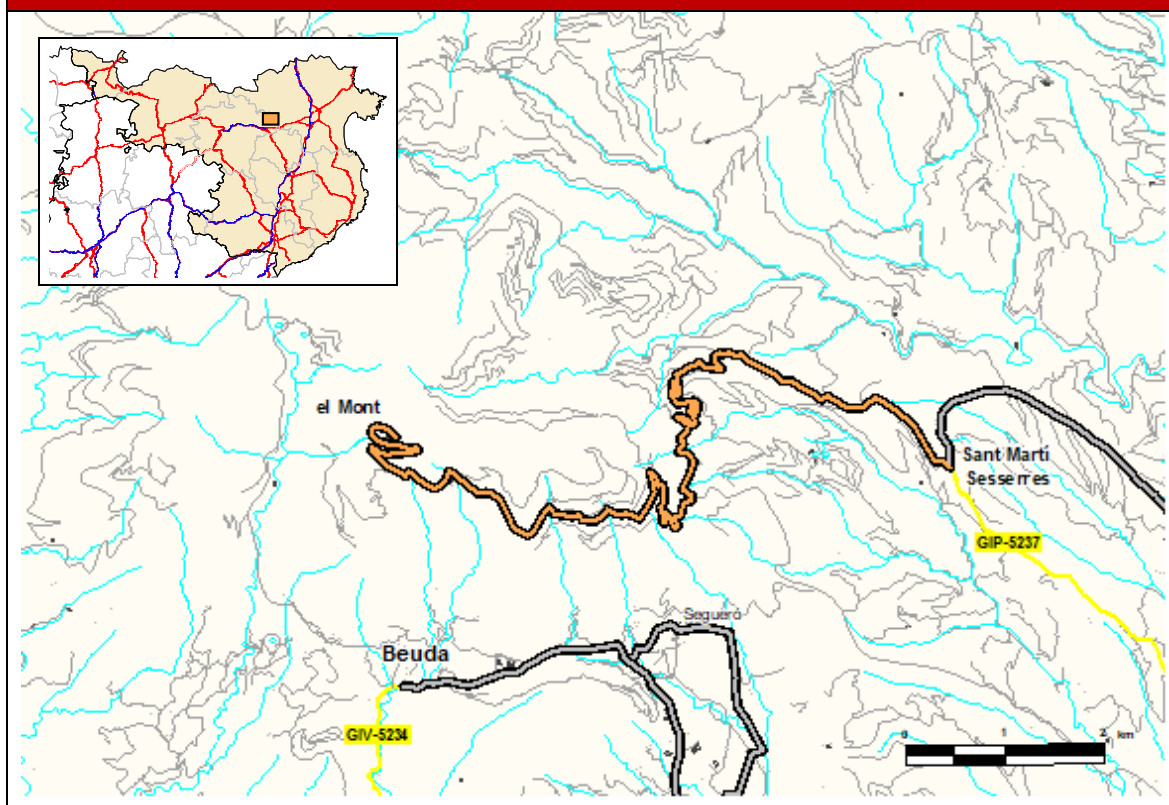 el Mont
Sant Martí
Sesserres
GIP-5237
Segueró
Beuda
GIV-5234
0 1 2 km